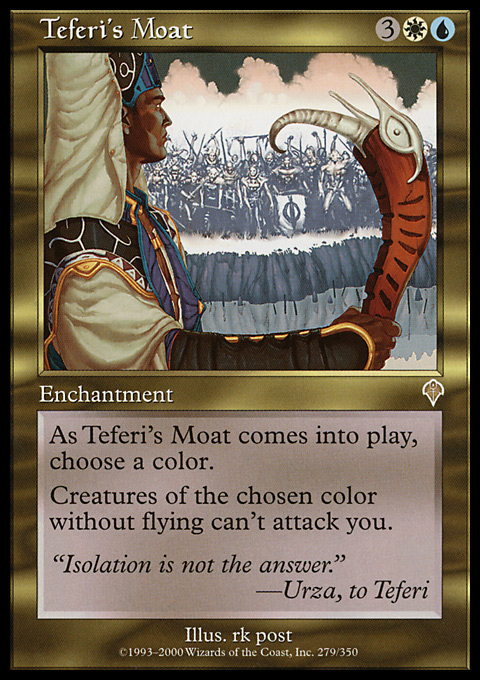 Teferi's Moat 3
Enchantment
As Teferi's Moat comes into play,
choose a color.
Creatures of the chosen color
without flying can't attack you.
“Isolation is not the answer.”
—Urza, to Teferi
Illus. rk post
©1993–2000 Wizards of the Coast, Inc. 279/350